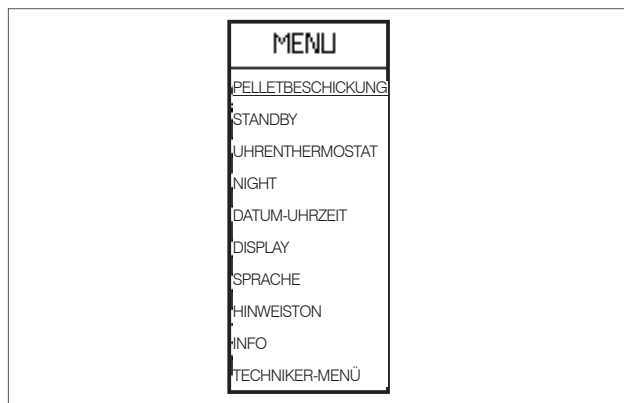 MENU
PELLETBESCHICKUNG
STANDBY
UHRENTHERMOSTAT
NIGHT
DATUM-UHRZEIT
DISPLAY
SPRACHE
HINWEISTON
INFO
TECHNIKER-MENÜ